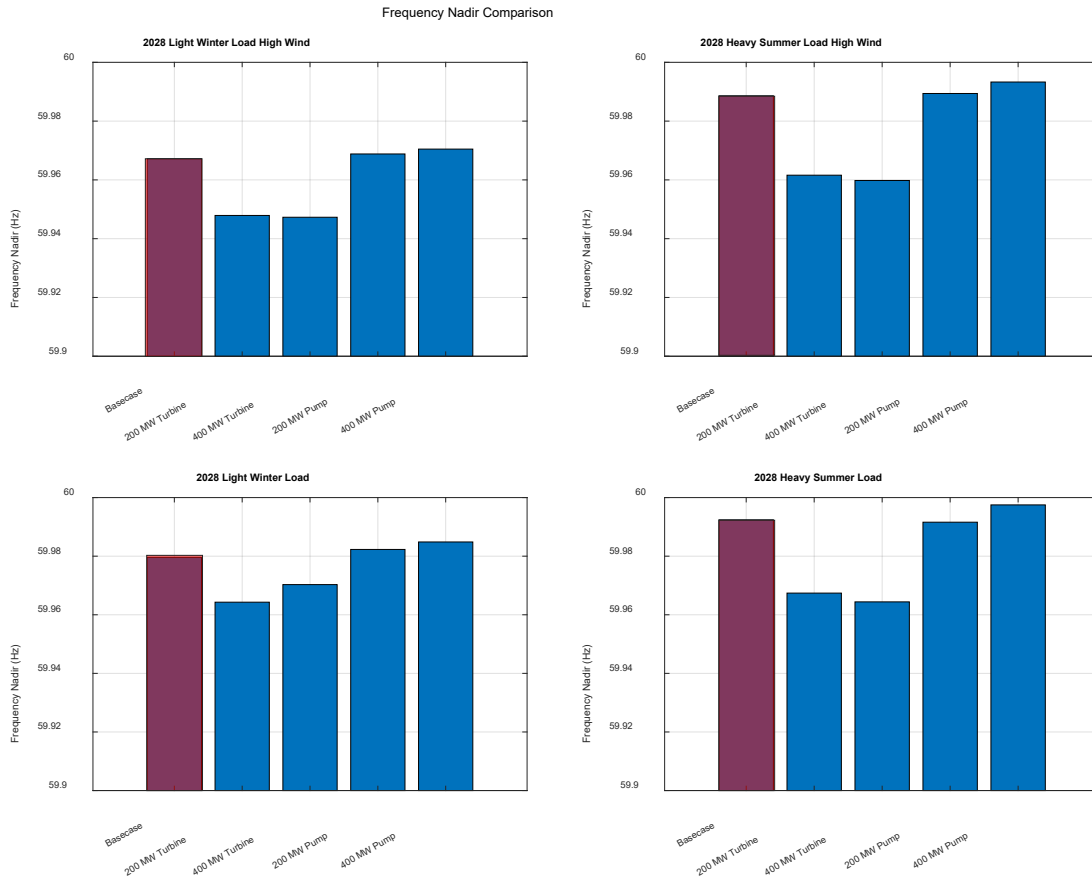 Frequency Nadir Comparison
2028 Light Winter Load High Wind
60
59.98
59.96
59.94
59.92
59.9
Frequency Nadir (Hz)
Basecase
200 MW Turbine
400 MW Turbine
200 MW Pump
400 MW Pump
2028 Heavy Summer Load High Wind
60
59.98
59.96
59.94
59.92
59.9
Frequency Nadir (Hz)
Basecase
200 MW Turbine
400 MW Turbine
200 MW Pump
400 MW Pump
2028 Light Winter Load
60
59.98
59.96
59.94
59.92
59.9
Frequency Nadir (Hz)
Basecase
200 MW Turbine
400 MW Turbine
200 MW Pump
400 MW Pump
2028 Heavy Summer Load
60
59.98
59.96
59.94
59.92
59.9
Frequency Nadir (Hz)
Basecase
200 MW Turbine
400 MW Turbine
200 MW Pump
400 MW Pump